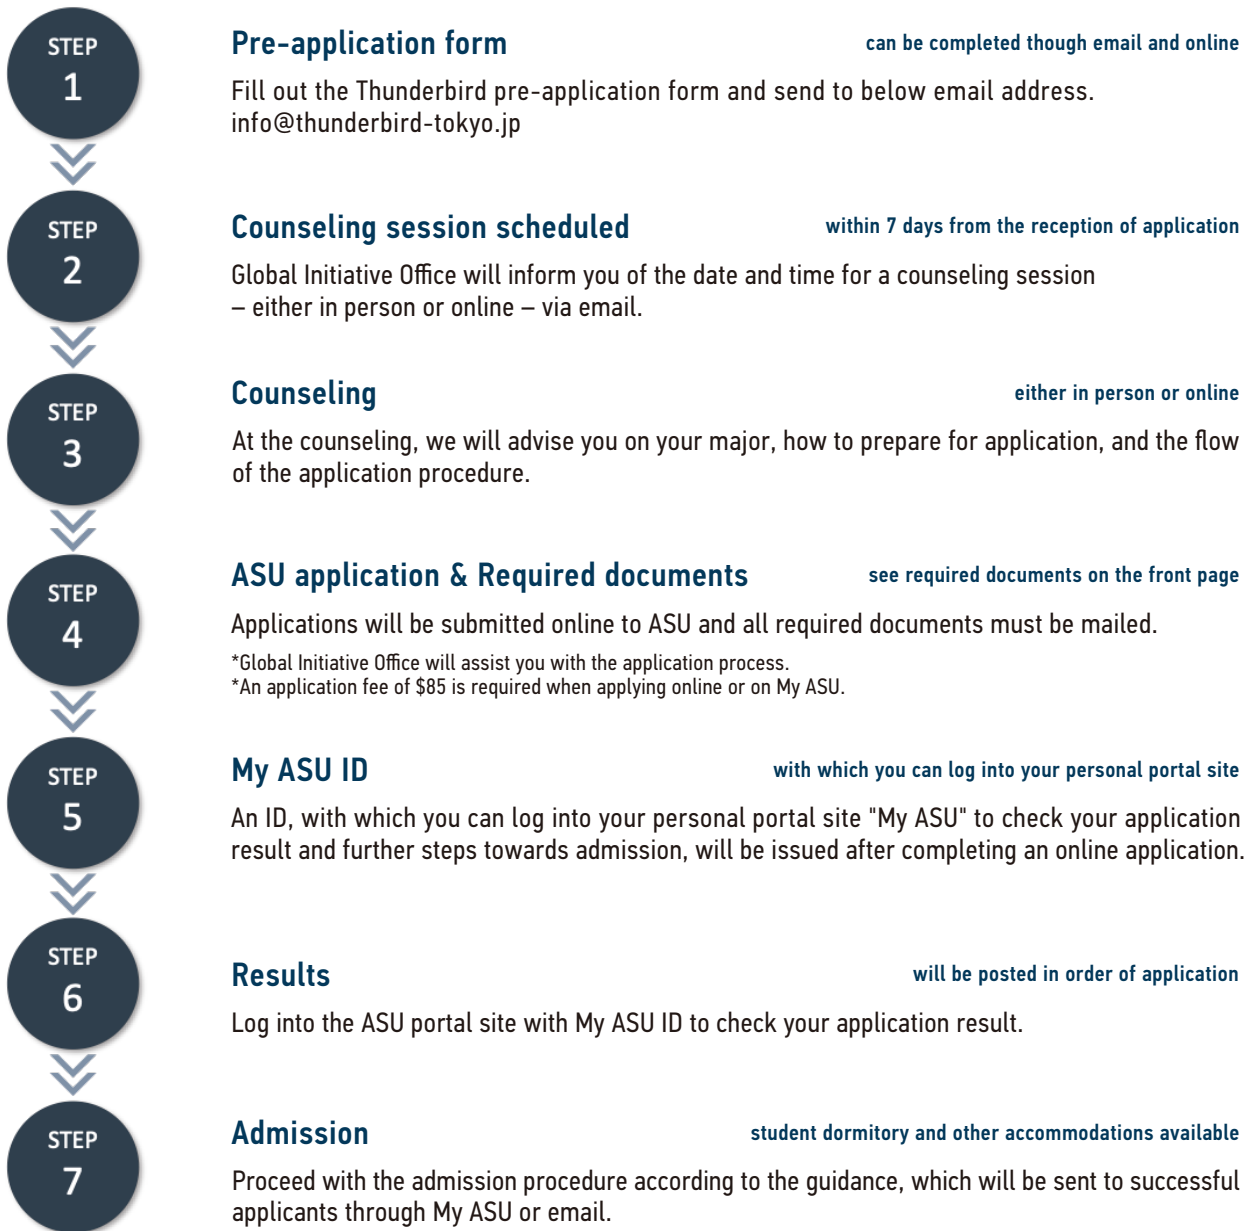 STEP
1
Pre-application form
can be completed though email and online
Fill out the Thunderbird pre-application form and send to below email address.
info@thunderbird-tokyo.jp
STEP
2
Counseling session scheduled
within 7 days from the reception of application
Global Initiative Office will inform you of the date and time for a counseling session
– either in person or online – via email.
STEP
3
Counseling
either in person or online
At the counseling, we will advise you on your major, how to prepare for application, and the flow
of the application procedure.
STEP
4
ASU application & Required documents
see required documents on the front page
Applications will be submitted online to ASU and all required documents must be mailed.
*Global Initiative Office will assist you with the application process.
*An application fee of $85 is required when applying online or on My ASU.
STEP
5
My ASU ID
with which you can log into your personal portal site
An ID, with which you can log into your personal portal site "My ASU" to check your application
result and further steps towards admission, will be issued after completing an online application.
STEP
6
Results
will be posted in order of application
Log into the ASU portal site with My ASU ID to check your application result.
STEP
7
Admission
student dormitory and other accommodations available
Proceed with the admission procedure according to the guidance, which will be sent to successful
applicants through My ASU or email.